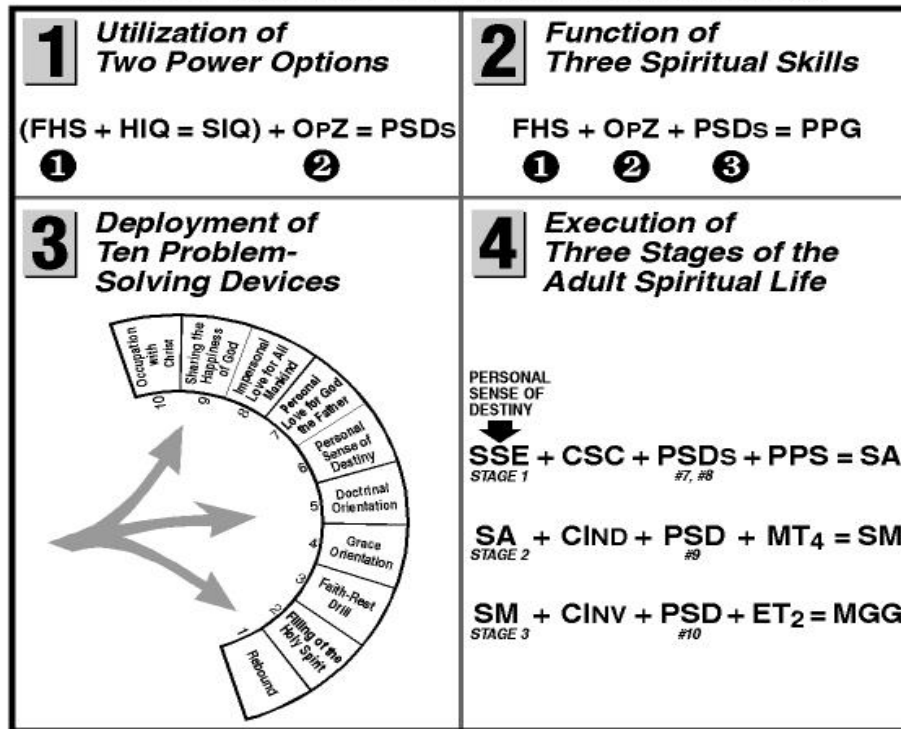 1
Utilization of
Two Power Options
(FHS + HIQ = SIQ) + OPZ = PSDs
1 2
2
Function of
Three Spiritual Skills
FHS + OPZ + PSDs = PPG
1 2 3
3
Deployment of
Ten Problem-
Solving Devices
Occupation
with
Christ
10
Sharing the
Happiness
of God
9
Impersonal
Love for All
Mankind
8
Personal
Love for God
the Father
7
Personal
Sense of
Destiny
6
Doctrinal
Orientation
5
Grace
Orientation
4
Faith-Rest
Drill
3
Filling of the
Holy Spirit
2
Rebound
1
4
Execution of
Three Stages of the
Adult Spiritual Life
PERSONAL
SENSE OF
DESTINY
SSE + CSC + PSDs + PPS = SA
STAGE 1 #7, #8
SA + CIND + PSD + MT4 = SM
STAGE 2 #9
SM + CINV + PSD + ET2 = MGG
STAGE 3 #10